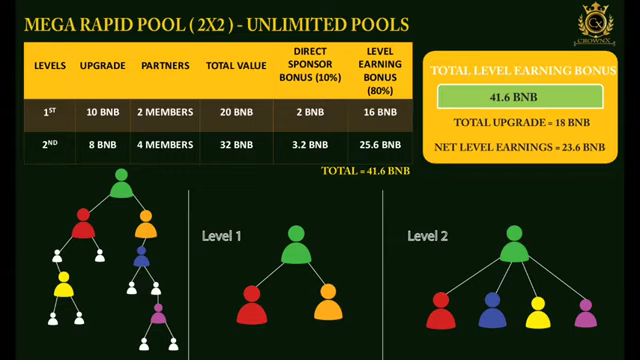 MEGA RAPID POOL ( 2X2 ) - UNLIMITED POOLS
CX
CROWNX
LEVELS UPGRADE PARTNERS TOTAL VALUE DIRECT SPONSOR BONUS (10%) LEVEL EARNING BONUS (80%)
1ST 10 BNB 2 MEMBERS 20 BNB 2 BNB 16 BNB
2ND 8 BNB 4 MEMBERS 32 BNB 3.2 BNB 25.6 BNB
TOTAL = 41.6 BNB
TOTAL LEVEL EARNING BONUS
41.6 BNB
TOTAL UPGRADE = 18 BNB
NET LEVEL EARNINGS = 23.6 BNB
Level 1
Level 2